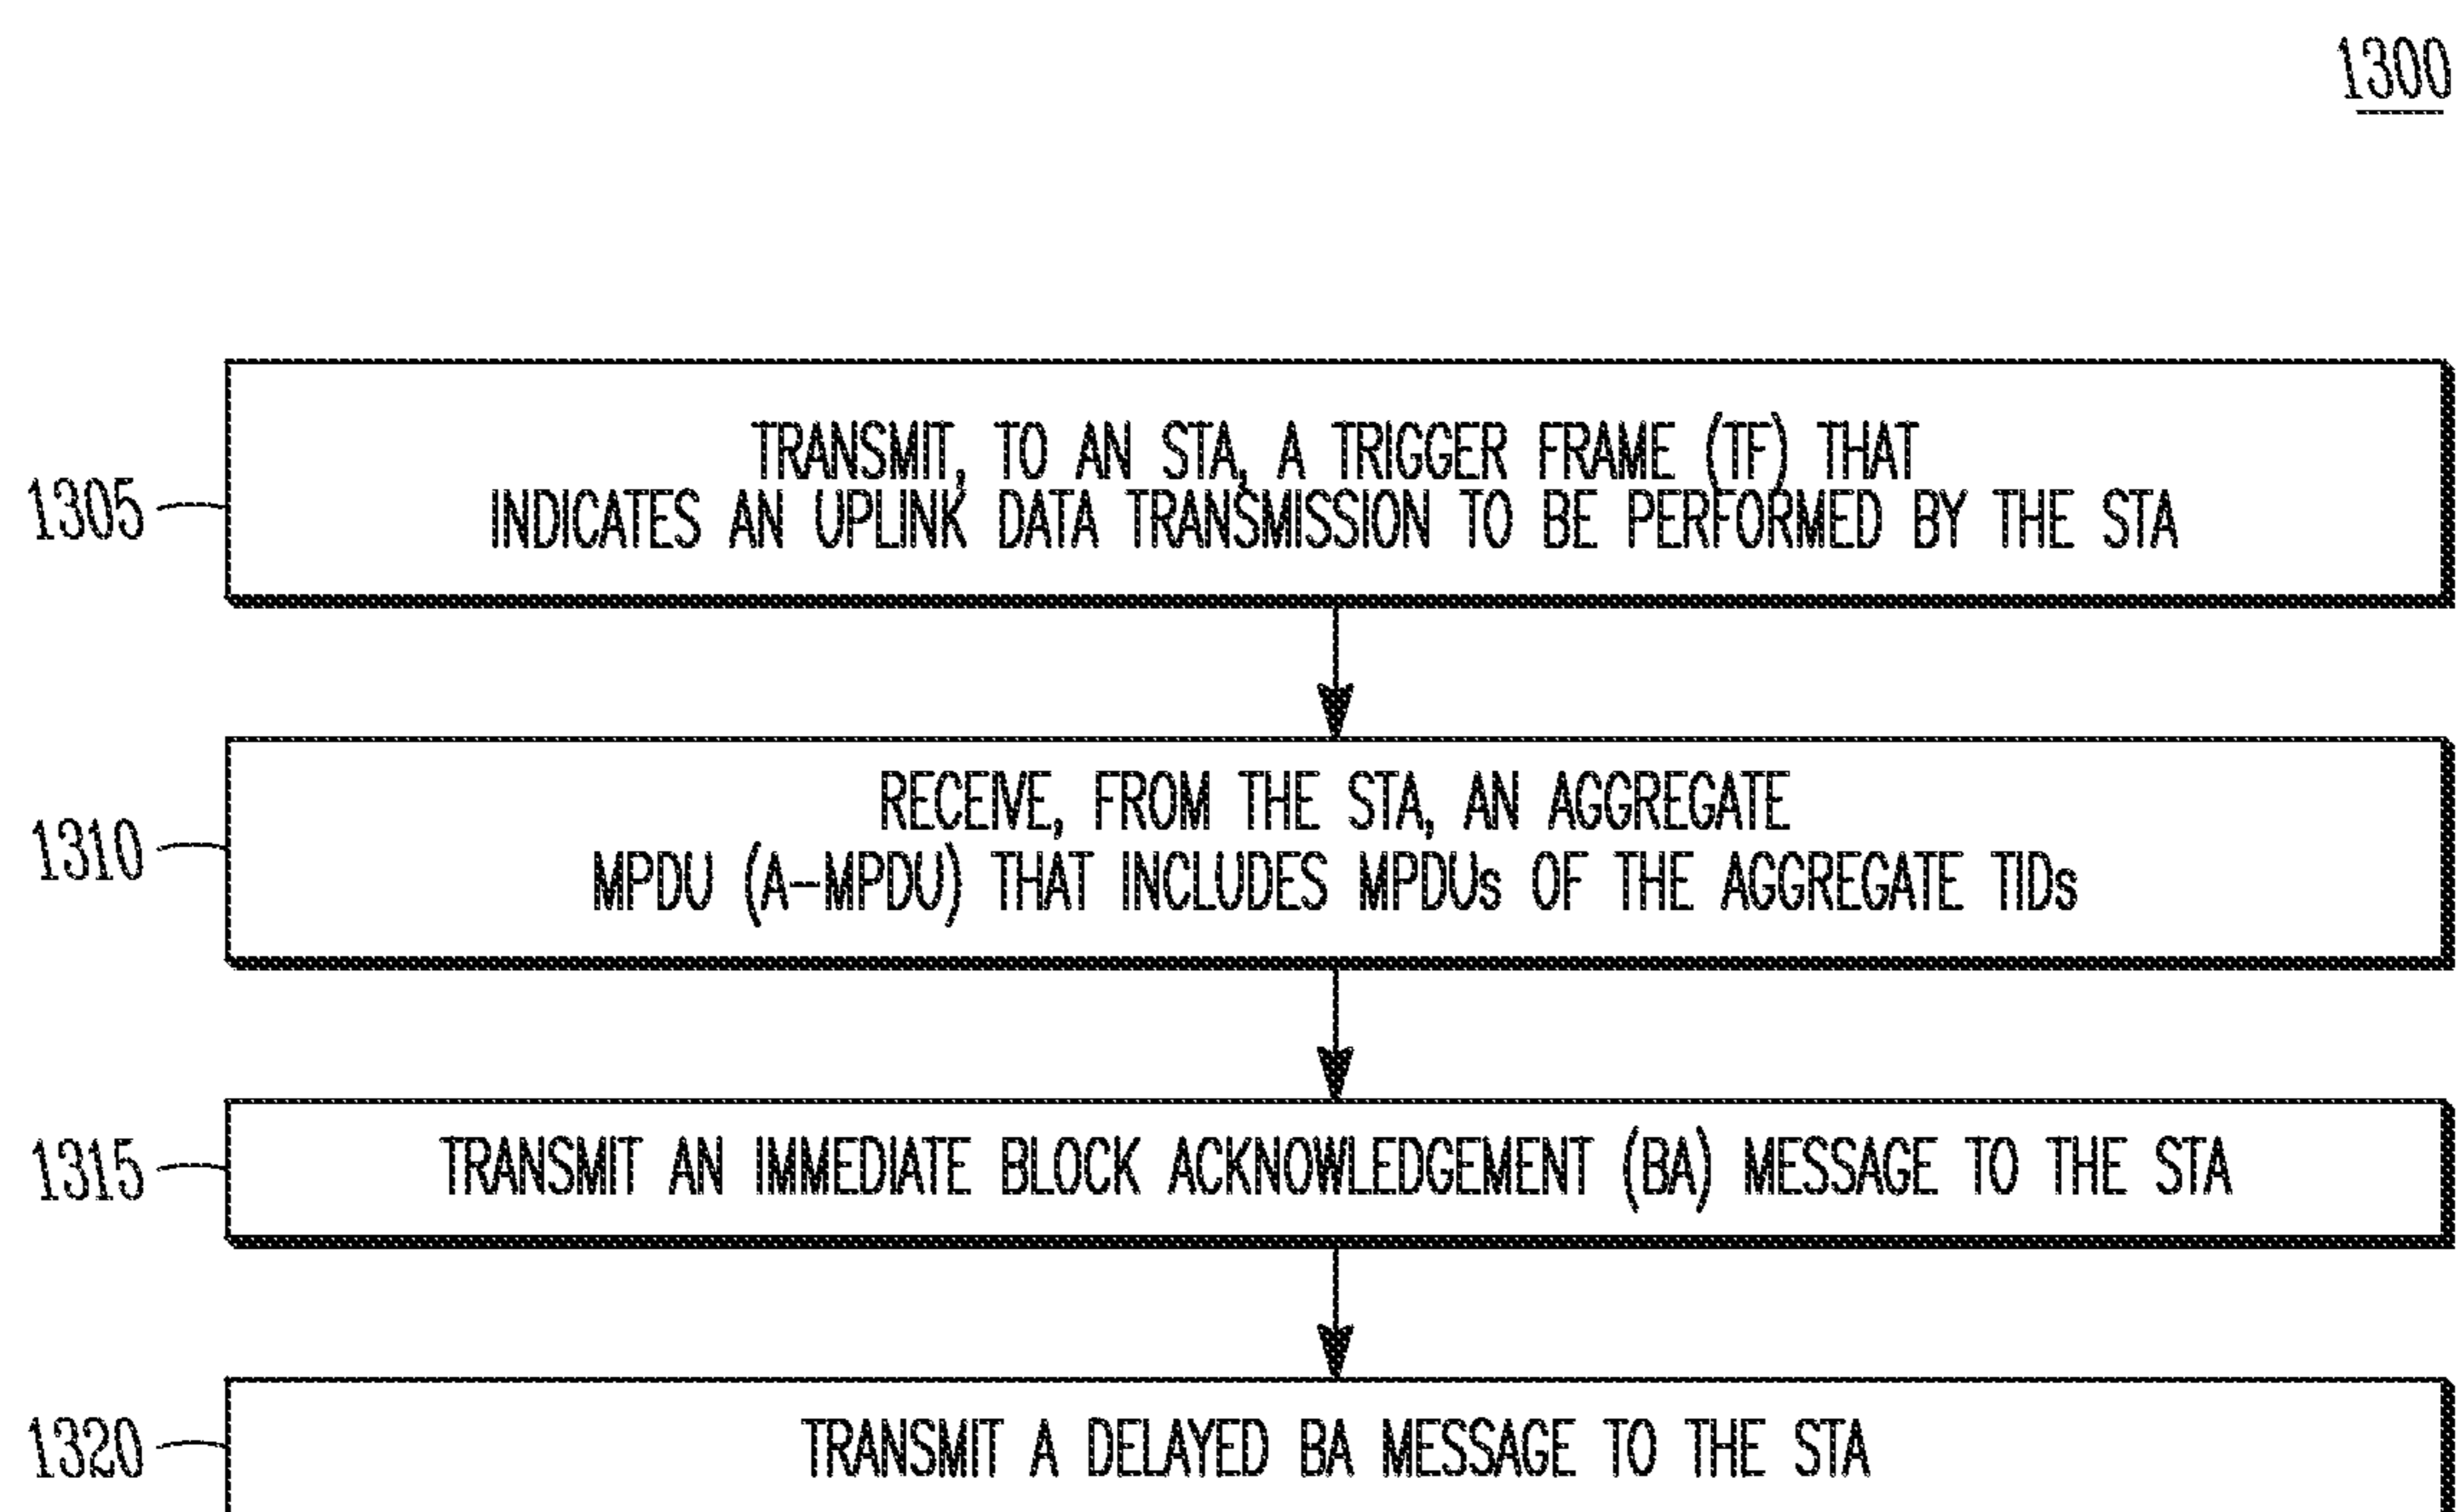 1300
TRANSMIT, TO AN STA, A TRIGGER FRAME (TF) THAT
1305
INDICATES AN UPLINK DATA TRANSMISSION TO BE PERFORMED BY THE STA
RECEIVE, FROM THE STA, AN AGGREGATE
1310
MPDU (A-MPDU) THAT INCLUDES MPDUs OF THE AGGREGATE TIDs
1315
TRANSMIT AN IMMEDIATE BLOCK ACKNOWLEDGEMENT (BA) MESSAGE TO THE STA
1320
TRANSMIT A DELAYED BA MESSAGE TO THE STA